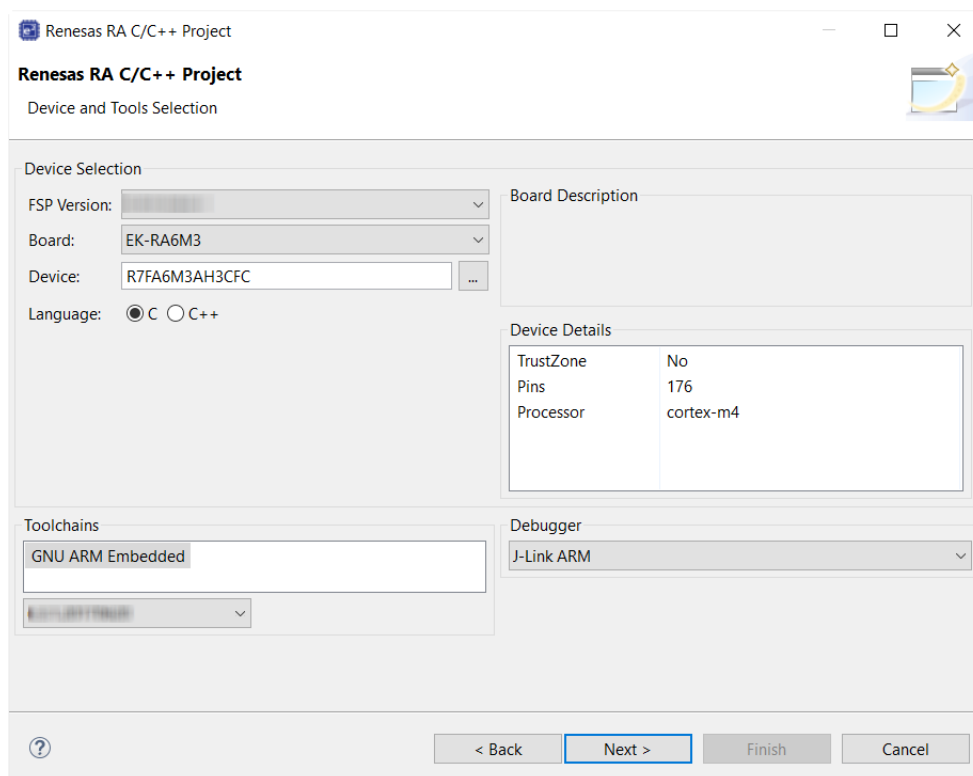 Renesas RA C/C++ Project
Renesas RA C/C++ Project
Device and Tools Selection
Device Selection
FSP Version:
Board: EK-RA6M3
Device: R7FA6M3AH3CFC ...
Language: C C++
Board Description
Device Details
TrustZone No
Pins 176
Processor cortex-m4
Toolchains
GNU ARM Embedded
Debugger
J-Link ARM
? < Back Next > Finish Cancel